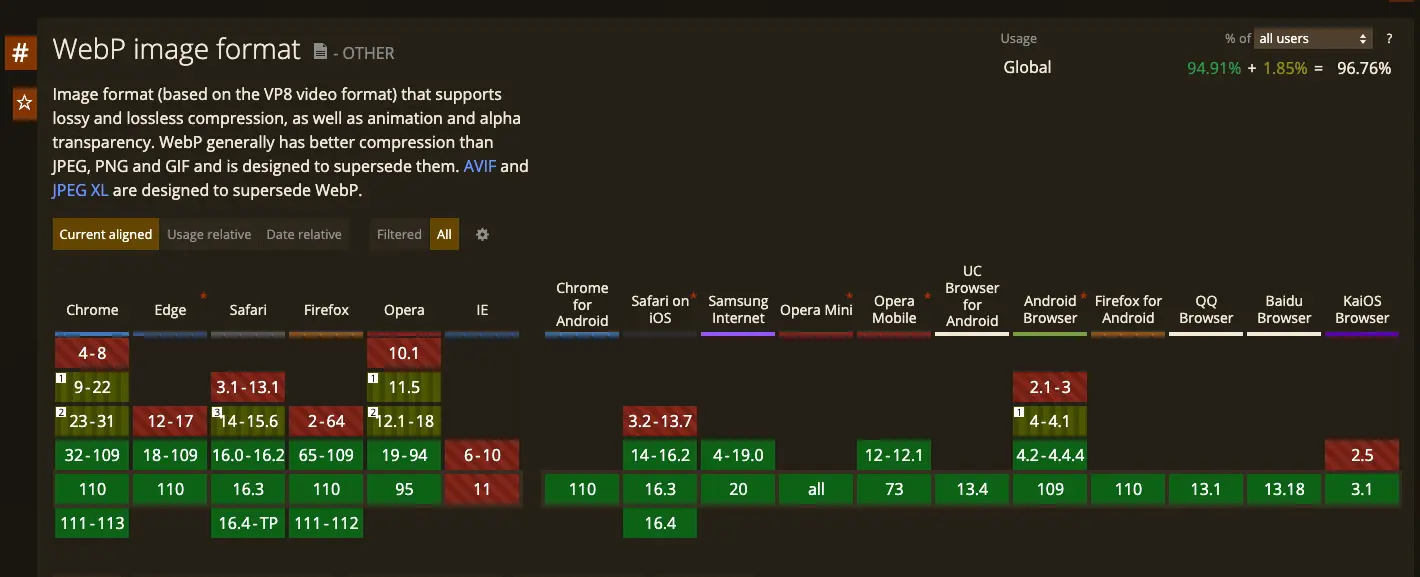 #
WebP image format - OTHER
Usage % of all users ?
Global 94.91% + 1.85% = 96.76%
Image format (based on the VP8 video format) that supports
lossy and lossless compression, as well as animation and alpha
transparency. WebP generally has better compression than
JPEG, PNG and GIF and is designed to supersede them. AVIF and
JPEG XL are designed to supersede WebP.
Current aligned Usage relative Date relative Filtered All
Chrome Edge * Safari Firefox Opera IE
Chrome for Android Safari on iOS * Samsung Internet Opera Mini * Opera Mobile * UC Browser for Android Android Browser * Firefox for Android QQ Browser Baidu Browser KaiOS Browser
4-8 10.1
1 9-22 3.1-13.1 1 11.5 2.1-3
2 23-31 12-17 3 14-15.6 2-64 2 12.1-18 3.2-13.7 1 4-4.1
32-109 18-109 16.0-16.2 65-109 19-94 6-10 14-16.2 4-19.0 12-12.1 4.2-4.4.4 2.5
110 110 16.3 110 95 11 110 16.3 20 all 73 13.4 109 110 13.1 13.18 3.1
111-113 16.4-TP 111-112 16.4